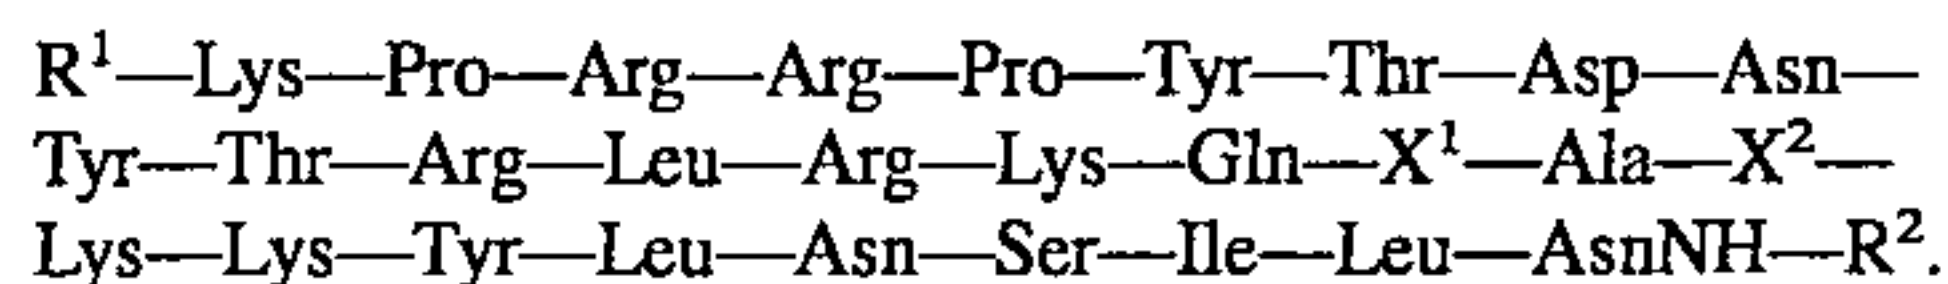 R¹—Lys—Pro—Arg—Arg—Pro—Tyr—Thr—Asp—Asn—
Tyr—Thr—Arg—Leu—Arg—Lys—Gln—X¹—Ala—X²—
Lys—Lys—Tyr—Leu—Asn—Ser—Ile—Leu—AsnNH—R².